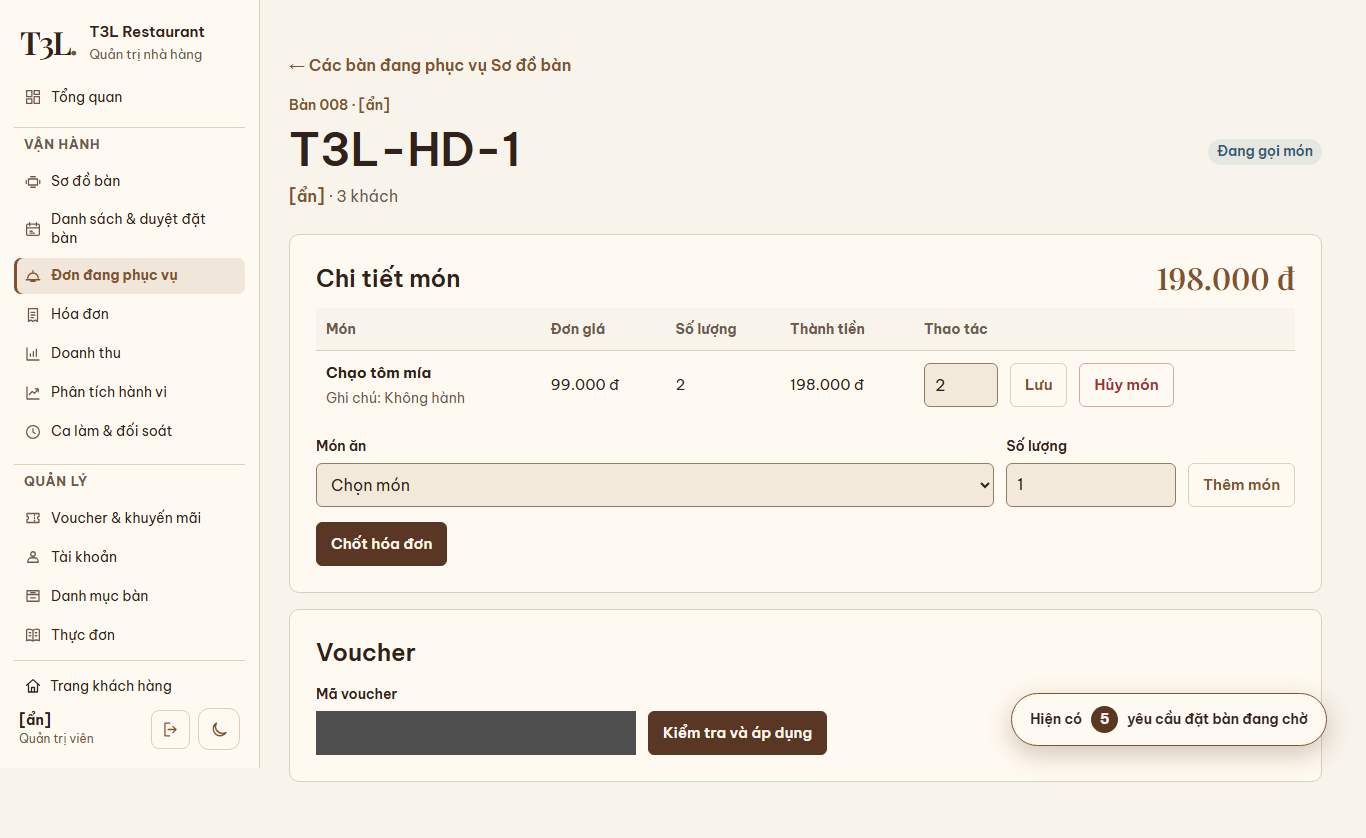 T3L.
T3L Restaurant
Quản trị nhà hàng
Tổng quan
VẬN HÀNH
Sơ đồ bàn
Danh sách & duyệt đặt
bàn
Đơn đang phục vụ
Hóa đơn
Doanh thu
Phân tích hành vi
Ca làm & đối soát
QUẢN LÝ
Voucher & khuyến mãi
Tài khoản
Danh mục bàn
Thực đơn
Trang khách hàng
[ẩn]
Quản trị viên
← Các bàn đang phục vụ Sơ đồ bàn
Bàn 008 · [ẩn]
T3L-HD-1
Đang gọi món
[ẩn] · 3 khách
Chi tiết món
198.000 đ
Món Đơn giá Số lượng Thành tiền Thao tác
Chạo tôm mía
Ghi chú: Không hành
99.000 đ 2 198.000 đ 2 Lưu Hủy món
Món ăn Số lượng
Chọn món 1 Thêm món
Chốt hóa đơn
Voucher
Mã voucher
Kiểm tra và áp dụng
Hiện có 5 yêu cầu đặt bàn đang chờ